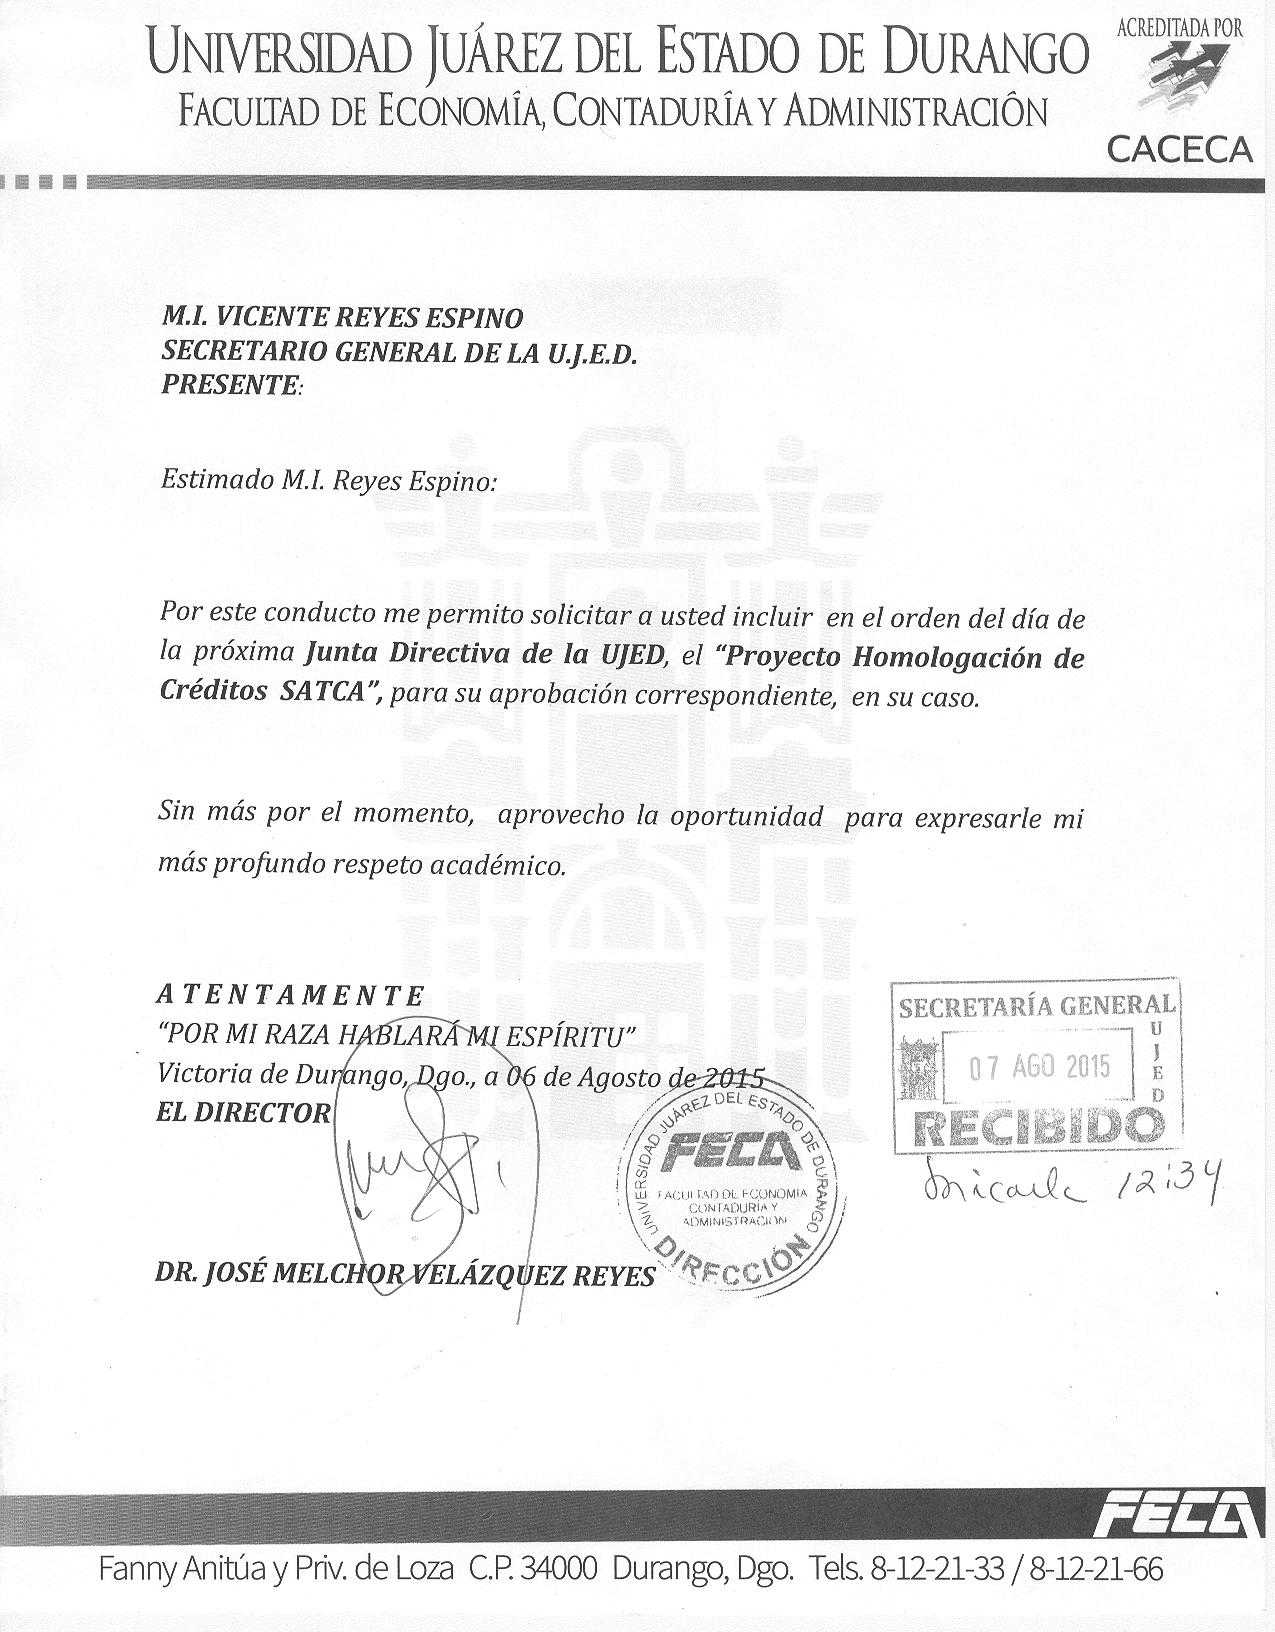 UNIVERSIDAD JUÁREZ DEL ESTADO DE DURANGO
FACULTAD DE ECONOMÍA, CONTADURÍA Y ADMINISTRACIÓN
ACREDITADA POR
CACECA
M.I. VICENTE REYES ESPINO
SECRETARIO GENERAL DE LA U.J.E.D.
PRESENTE:
Estimado M.I. Reyes Espino:
Por este conducto me permito solicitar a usted incluir en el orden del día de
la próxima Junta Directiva de la UJED, el “Proyecto Homologación de
Créditos SATCA”, para su aprobación correspondiente, en su caso.
Sin más por el momento, aprovecho la oportunidad para expresarle mi
más profundo respeto académico.
A T E N T A M E N T E
“POR MI RAZA HABLARÁ MI ESPÍRITU”
Victoria de Durango, Dgo., a 06 de Agosto de 2015
EL DIRECTOR
DR. JOSÉ MELCHOR VELÁZQUEZ REYES
UNIVERSIDAD JUÁREZ DEL ESTADO DE DURANGO
FECA
FACULTAD DE ECONOMIA
CONTADURIA Y
ADMINISTRACION
DIRECCIÓN
SECRETARÍA GENERAL
UJED
07 AGO 2015
RECIBIDO
Micaela 12:34
FECA
Fanny Anitúa y Priv. de Loza C.P. 34000 Durango, Dgo. Tels. 8-12-21-33 / 8-12-21-66